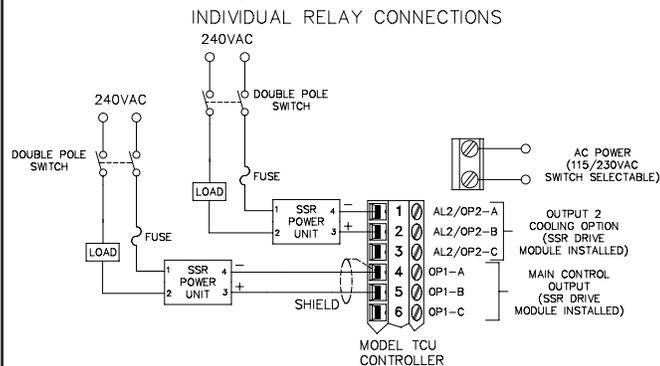 INDIVIDUAL RELAY CONNECTIONS
240VAC
DOUBLE POLE
SWITCH
240VAC
DOUBLE POLE
SWITCH
AC POWER
(115/230VAC
SWITCH SELECTABLE)
FUSE
LOAD
1
2
SSR
POWER
UNIT
4
3
−
+
1
2
3
4
5
6
AL2/OP2-A
AL2/OP2-B
AL2/OP2-C
OP1-A
OP1-B
OP1-C
OUTPUT 2
COOLING OPTION
(SSR DRIVE
MODULE INSTALLED)
MAIN CONTROL
OUTPUT
(SSR DRIVE
MODULE INSTALLED)
FUSE
LOAD
1
2
SSR
POWER
UNIT
4
3
−
+
SHIELD
MODEL TCU
CONTROLLER